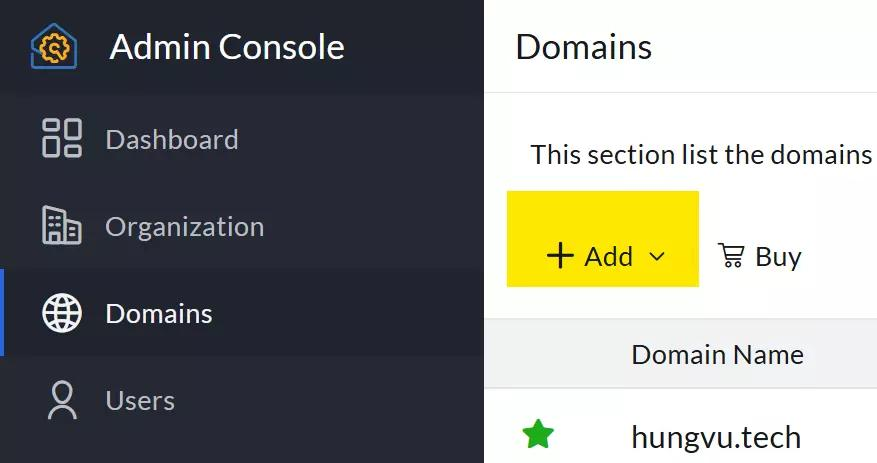 Admin Console
Dashboard
Organization
Domains
Users
Domains
This section list the domains
Add
Buy
Domain Name
hungvu.tech